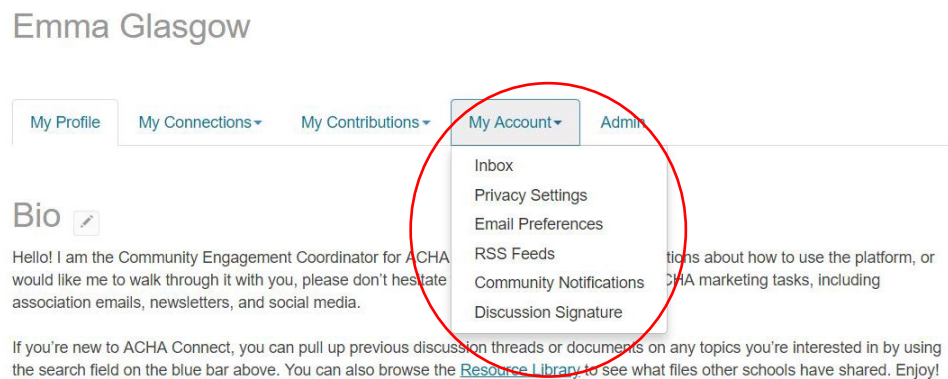 Emma Glasgow
My Profile My Connections My Contributions My Account Admin
Inbox
Privacy Settings
Email Preferences
RSS Feeds
Community Notifications
Discussion Signature
Bio
Hello! I am the Community Engagement Coordinator for ACHA tions about how to use the platform, or
would like me to walk through it with you, please don't hesitate CHA marketing tasks, including
association emails, newsletters, and social media.
If you're new to ACHA Connect, you can pull up previous discussion threads or documents on any topics you're interested in by using
the search field on the blue bar above. You can also browse the Resource Library to see what files other schools have shared. Enjoy!